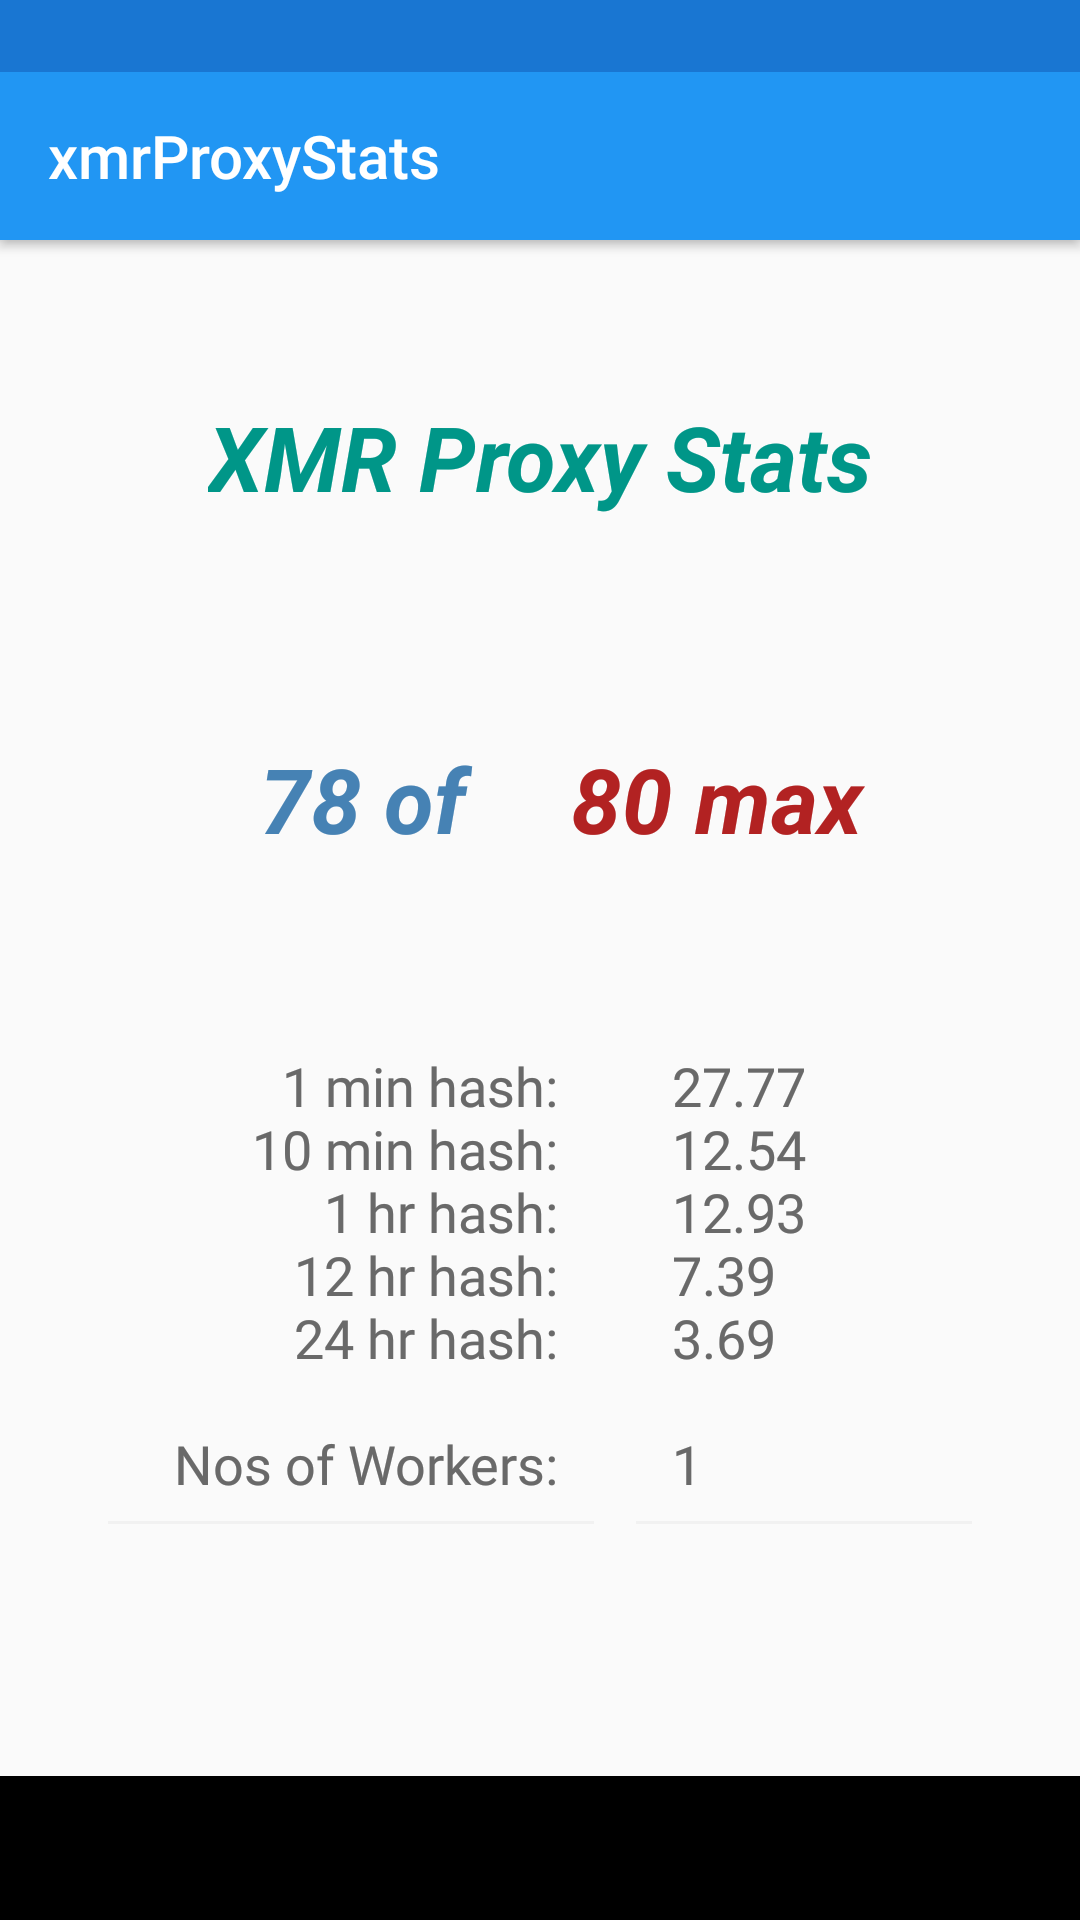 xmrProxyStats
XMR Proxy Stats
78 of 80 max
1 min hash: 27.77
10 min hash: 12.54
1 hr hash: 12.93
12 hr hash: 7.39
24 hr hash: 3.69
Nos of Workers: 1